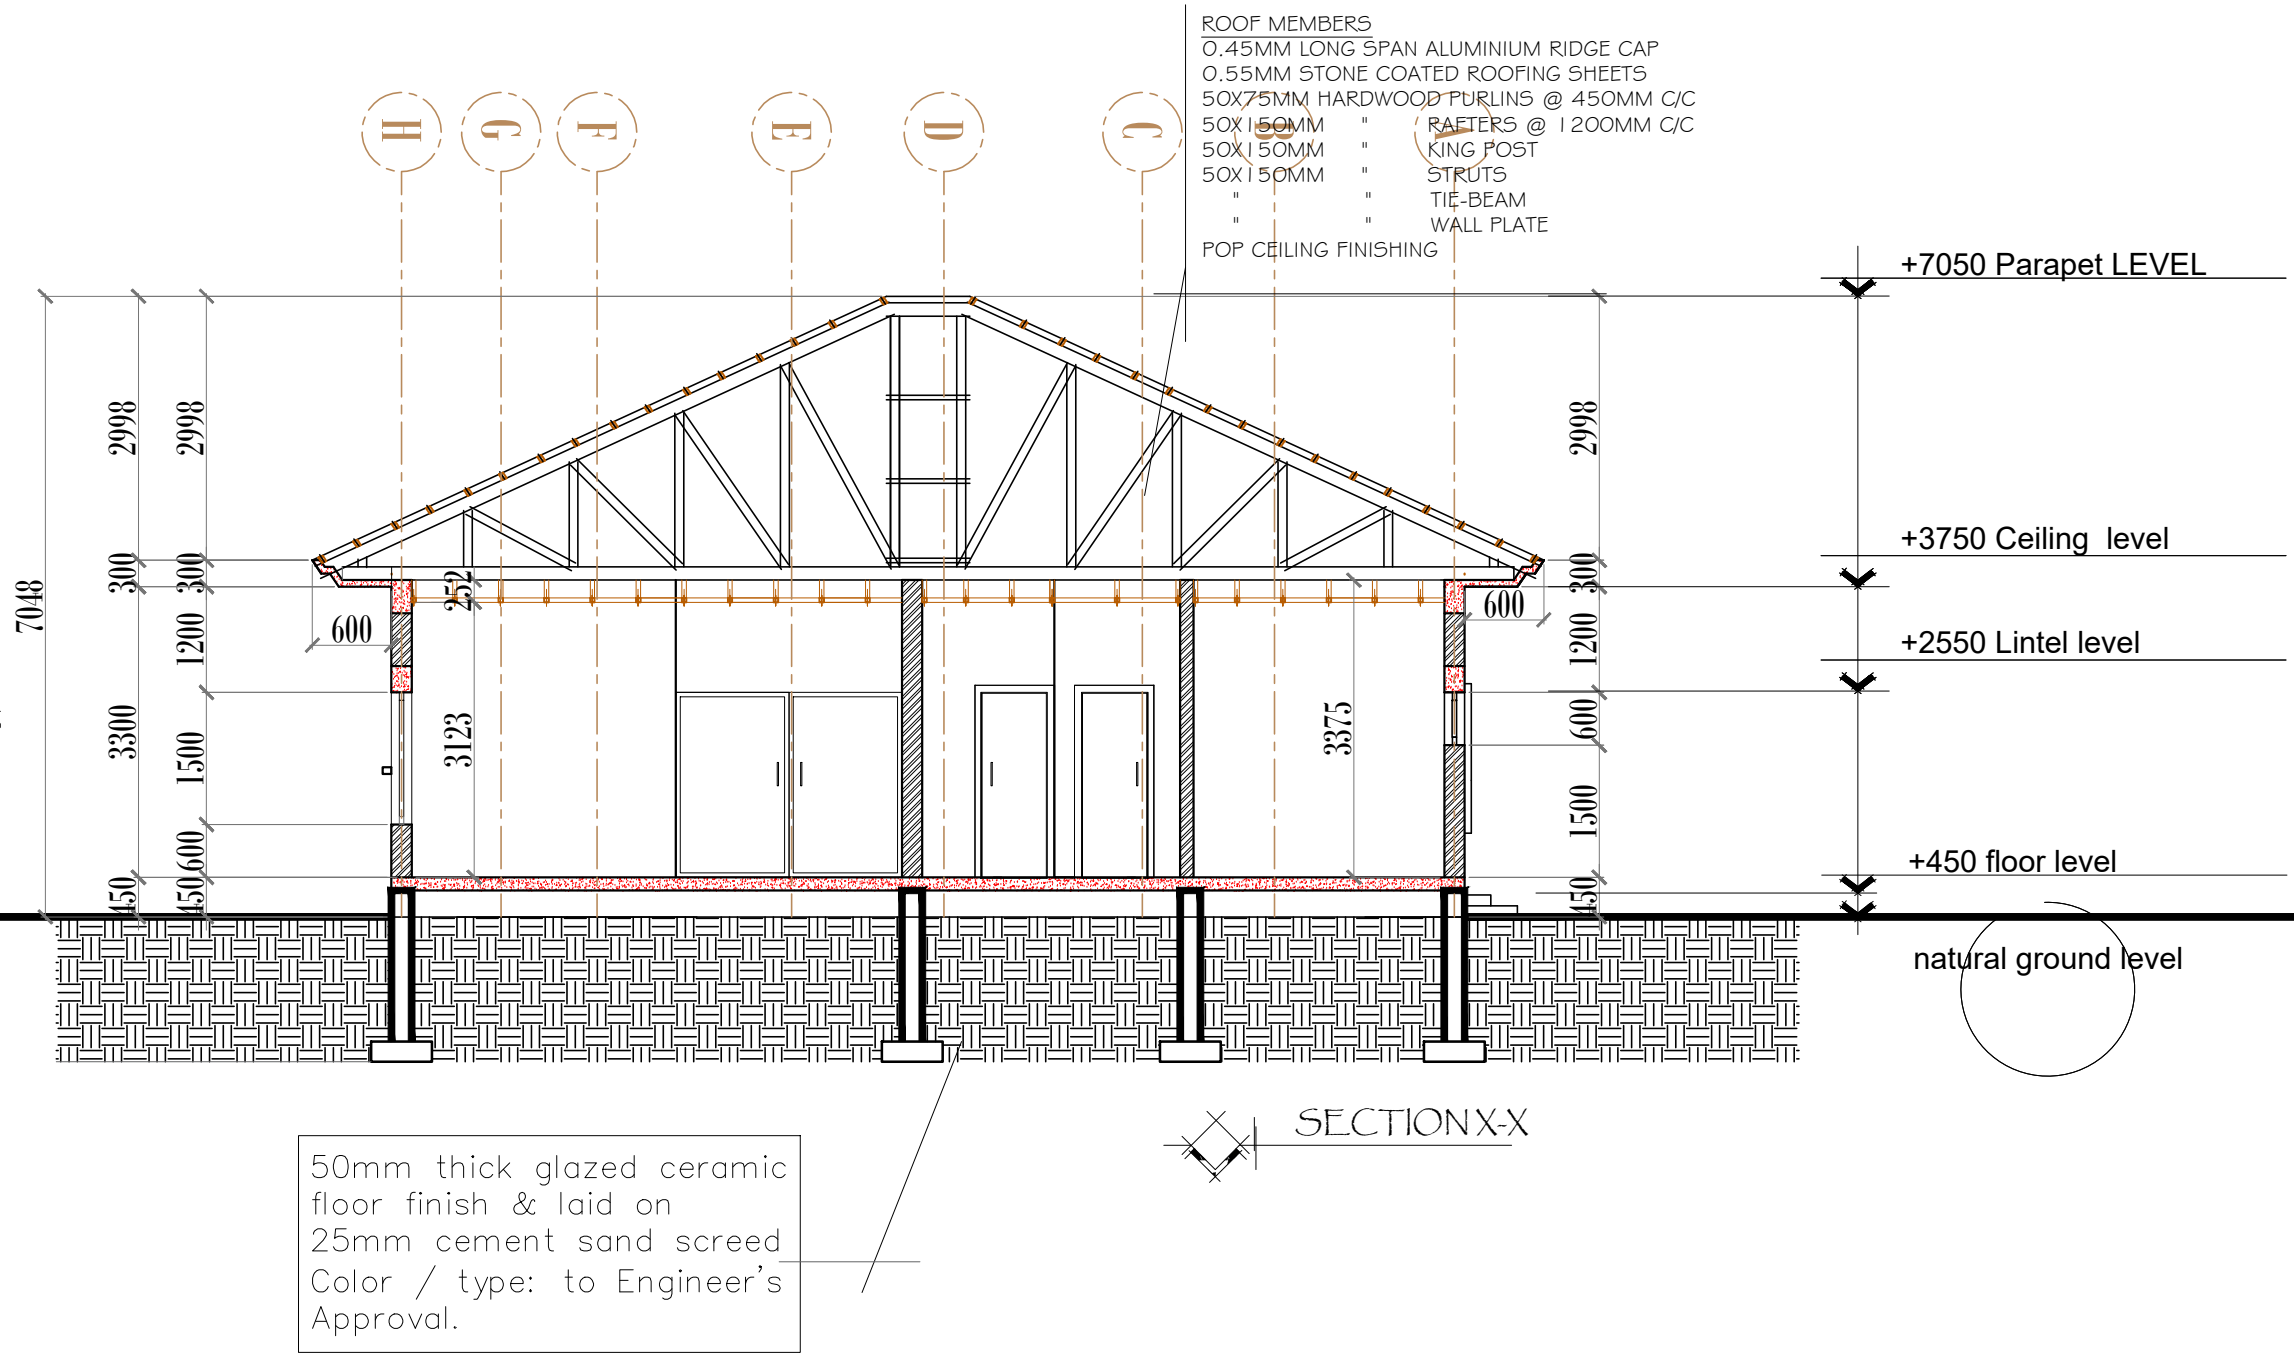 ROOF MEMBERS
0.45MM LONG SPAN ALUMINIUM RIDGE CAP
0.55MM STONE COATED ROOFING SHEETS
50X75MM HARDWOOD PURLINS @ 450MM C/C
50X150MM " RAFTERS @ 1200MM C/C
50X150MM " KING POST
50X150MM " STRUTS
" " TIE-BEAM
" " WALL PLATE
POP CEILING FINISHING
H G F E D C B A
+7050 Parapet LEVEL
+3750 Ceiling level
+2550 Lintel level
+450 floor level
natural ground level
7048
2998
300
3300
450
2998
300
1200
1500
600
450
600
252
3123
3375
600
2998
300
1200
600
1500
450
SECTION X-X
50mm thick glazed ceramic
floor finish & laid on
25mm cement sand screed
Color / type: to Engineer's
Approval.